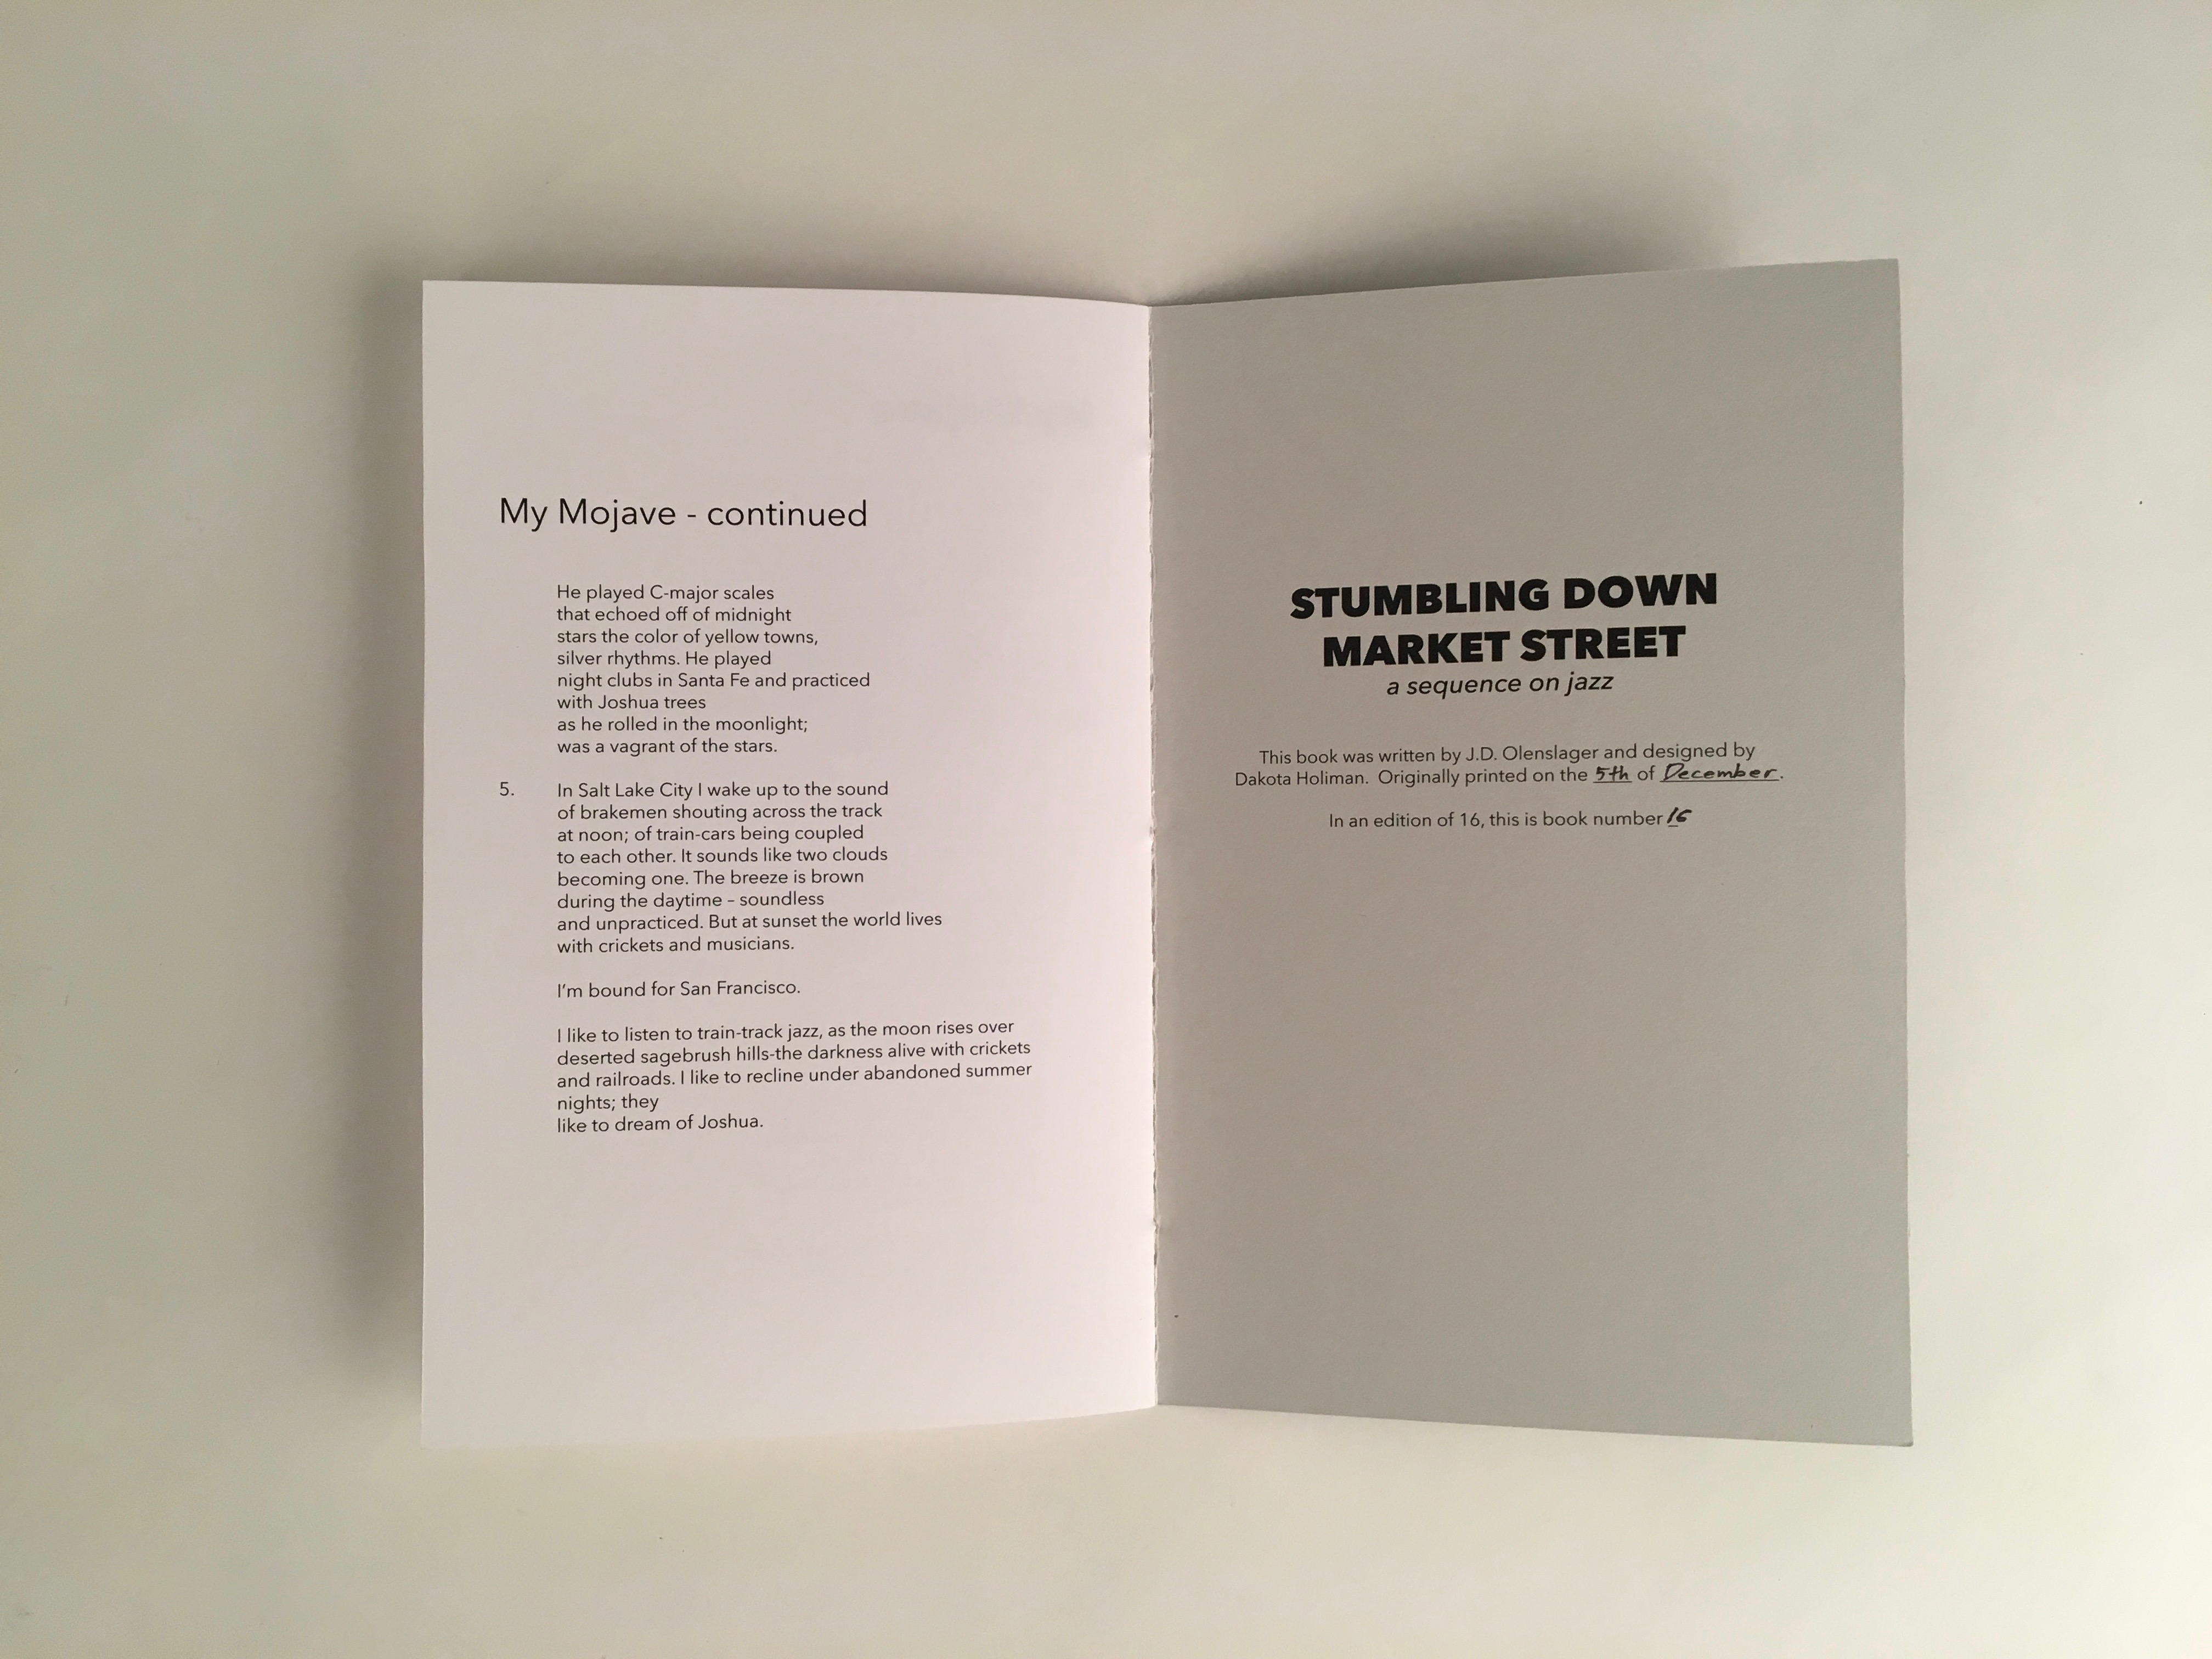 My Mojave - continued
He played C-major scales
that echoed off of midnight
stars the color of yellow towns,
silver rhythms. He played
night clubs in Santa Fe and practiced
with Joshua trees
as he rolled in the moonlight;
was a vagrant of the stars.
5. In Salt Lake City I wake up to the sound
of brakemen shouting across the track
at noon; of train-cars being coupled
to each other. It sounds like two clouds
becoming one. The breeze is brown
during the daytime – soundless
and unpracticed. But at sunset the world lives
with crickets and musicians.
I'm bound for San Francisco.
I like to listen to train-track jazz, as the moon rises over
deserted sagebrush hills-the darkness alive with crickets
and railroads. I like to recline under abandoned summer
nights; they
like to dream of Joshua.
STUMBLING DOWN
MARKET STREET
a sequence on jazz
This book was written by J.D. Olenslager and designed by
Dakota Holiman. Originally printed on the 5th of December.
In an edition of 16, this is book number 16